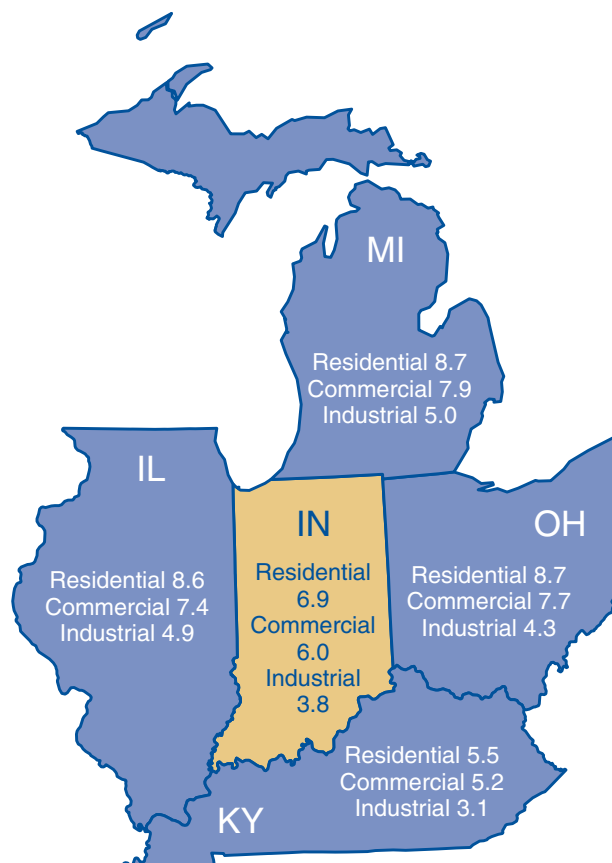 MI
Residential 8.7
Commercial 7.9
Industrial 5.0
IL
Residential 8.6
Commercial 7.4
Industrial 4.9
IN
Residential
6.9
Commercial
6.0
Industrial
3.8
OH
Residential 8.7
Commercial 7.7
Industrial 4.3
Residential 5.5
Commercial 5.2
Industrial 3.1
KY